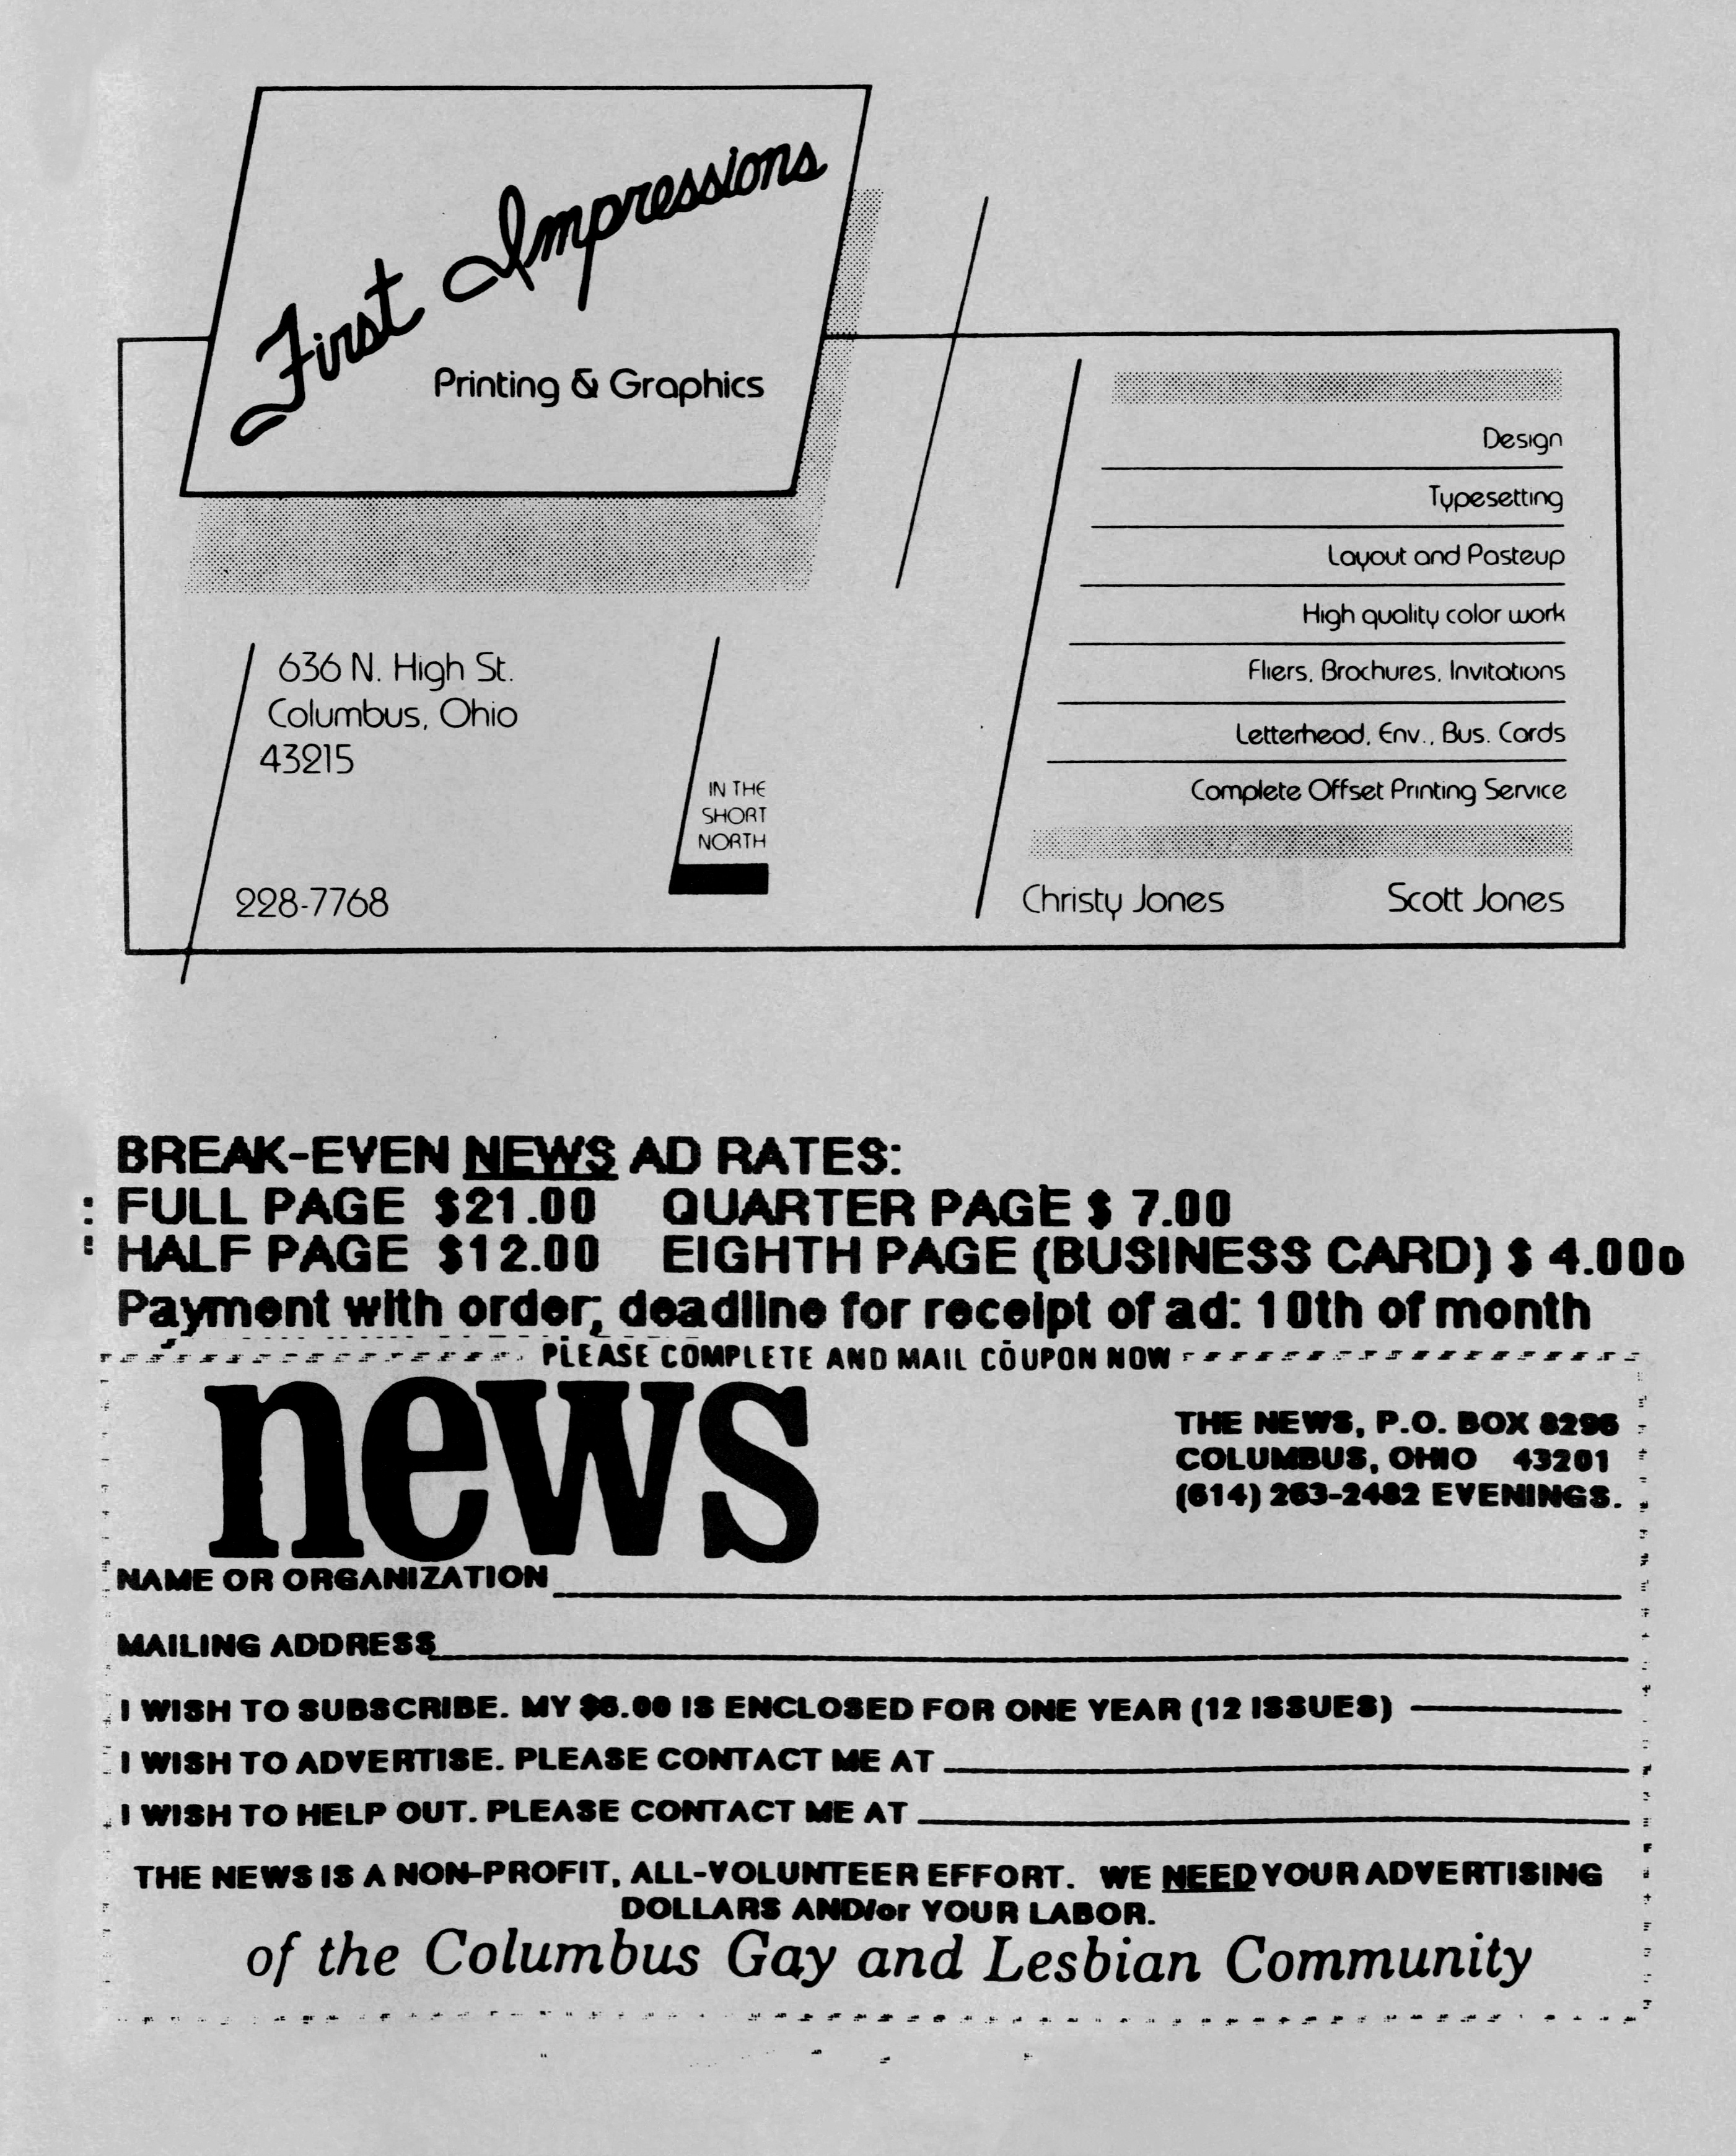 First Impressions
Printing & Graphics
636 N. High St.
Columbus, Ohio
43215
228-7768
IN THE
SHORT
NORTH
Design
Typesetting
Layout and Pasteup
High quality color work
Fliers, Brochures, Invitations
Letterhead, Env., Bus. Cards
Complete Offset Printing Service
Christy Jones Scott Jones
BREAK-EVEN NEWS AD RATES:
FULL PAGE $21.00 QUARTER PAGE $ 7.00
HALF PAGE $12.00 EIGHTH PAGE (BUSINESS CARD) $ 4.00o
Payment with order; deadline for receipt of ad: 10th of month
PLEASE COMPLETE AND MAIL COUPON NOW
news
THE NEWS, P.O. BOX 8296
COLUMBUS, OHIO 43201
(614) 263-2482 EVENINGS.
NAME OR ORGANIZATION
MAILING ADDRESS
I WISH TO SUBSCRIBE. MY $6.00 IS ENCLOSED FOR ONE YEAR (12 ISSUES)
I WISH TO ADVERTISE. PLEASE CONTACT ME AT
I WISH TO HELP OUT. PLEASE CONTACT ME AT
THE NEWS IS A NON-PROFIT, ALL-VOLUNTEER EFFORT. WE NEED YOUR ADVERTISING
DOLLARS AND/or YOUR LABOR.
of the Columbus Gay and Lesbian Community